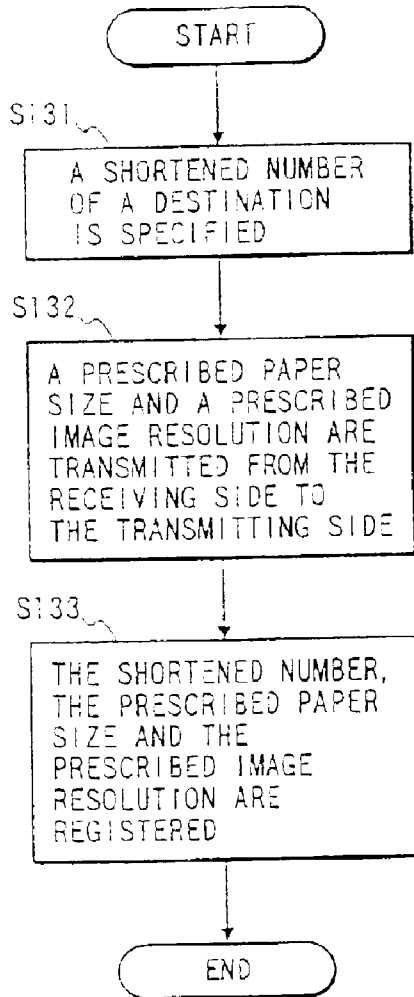 START
S131
A SHORTENED NUMBER
OF A DESTINATION
IS SPECIFIED
S132
A PRESCRIBED PAPER
SIZE AND A PRESCRIBED
IMAGE RESOLUTION ARE
TRANSMITTED FROM THE
RECEIVING SIDE TO
THE TRANSMITTING SIDE
S133
THE SHORTENED NUMBER,
THE PRESCRIBED PAPER
SIZE AND THE
PRESCRIBED IMAGE
RESOLUTION ARE
REGISTERED
END